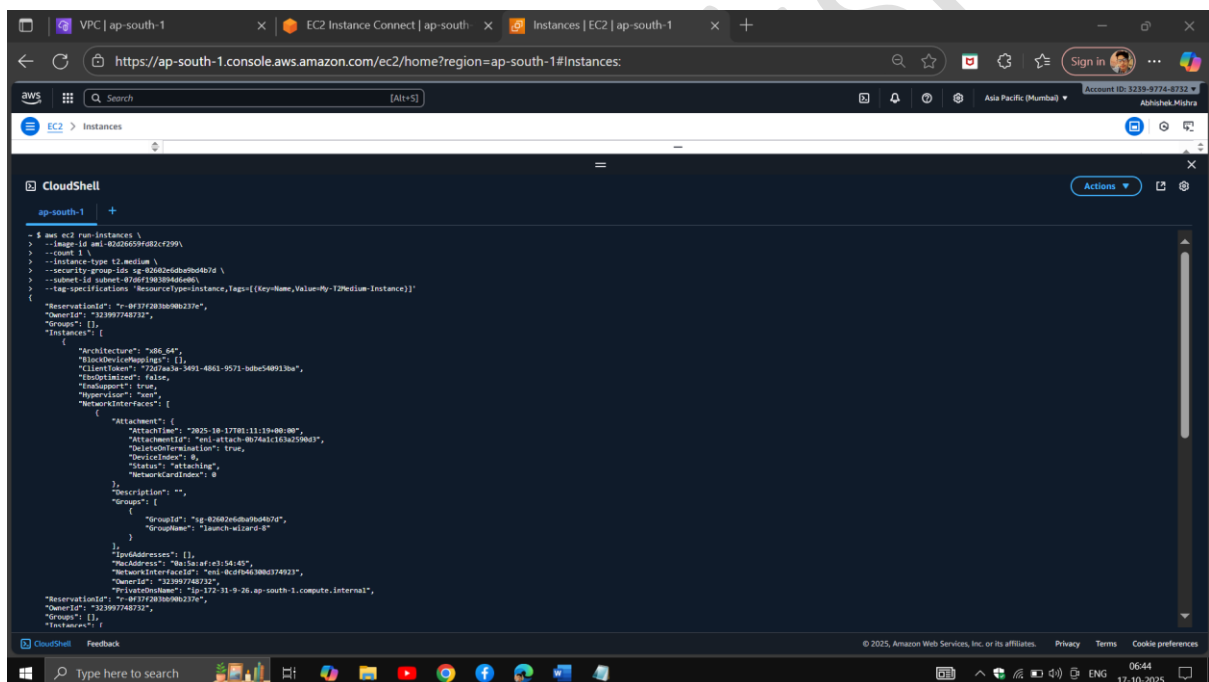 VPC | ap-south-1
EC2 Instance Connect | ap-south-
Instances | EC2 | ap-south-1
https://ap-south-1.console.aws.amazon.com/ec2/home?region=ap-south-1#Instances:
Sign in
aws
Search
[Alt+S]
Asia Pacific (Mumbai)
Account ID: 3239-9774-8732
Abhishek.Mishra
EC2 > Instances
CloudShell
Actions
ap-south-1
~ $ aws ec2 run-instances \
> --image-id ami-02d26659fd82cf299\
> --count 1 \
> --instance-type t2.medium \
> --security-group-ids sg-02602e6dba9bd4b7d \
> --subnet-id subnet-07d6f1903894d6e06\
> --tag-specifications 'ResourceType=instance,Tags=[{Key=Name,Value=My-T2Medium-Instance}]'
{
"ReservationId": "r-0f37f203bb90b237e",
"OwnerId": "323997748732",
"Groups": [],
"Instances": [
{
"Architecture": "x86_64",
"BlockDeviceMappings": [],
"ClientToken": "72d7aa3a-3491-4861-9571-bdbe540913ba",
"EbsOptimized": false,
"EnaSupport": true,
"Hypervisor": "xen",
"NetworkInterfaces": [
{
"Attachment": {
"AttachTime": "2025-10-17T01:11:19+00:00",
"AttachmentId": "eni-attach-0b74a1c163a2590d3",
"DeleteOnTermination": true,
"DeviceIndex": 0,
"Status": "attaching",
"NetworkCardIndex": 0
},
"Description": "",
"Groups": [
{
"GroupId": "sg-02602e6dba9bd4b7d",
"GroupName": "launch-wizard-8"
}
],
"Ipv6Addresses": [],
"MacAddress": "0a:5a:af:e3:54:45",
"NetworkInterfaceId": "eni-0cdfb46300d374923",
"OwnerId": "323997748732",
"PrivateDnsName": "ip-172-31-9-26.ap-south-1.compute.internal",
"ReservationId": "r-0f37f203bb90b237e",
"OwnerId": "323997748732",
"Groups": [],
"Instances": [
CloudShell
Feedback
© 2025, Amazon Web Services, Inc. or its affiliates.
Privacy
Terms
Cookie preferences
Type here to search
ENG
06:44
17-10-2025